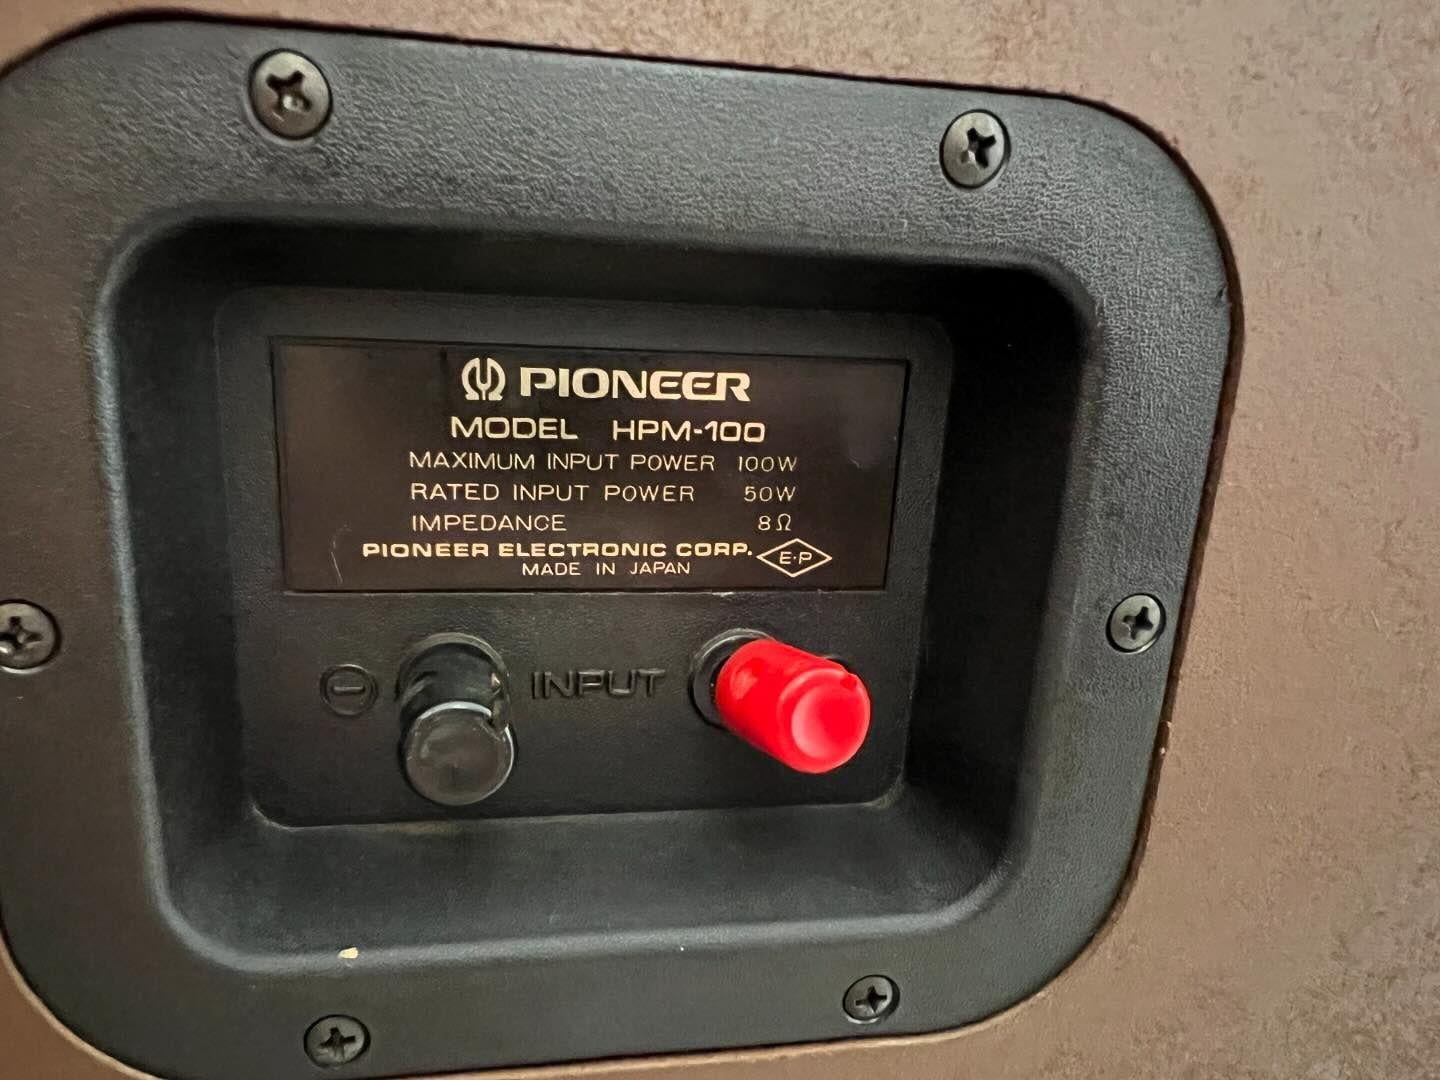 PIONEER
MODEL HPM-100
MAXIMUM INPUT POWER 100W
RATED INPUT POWER 50W
IMPEDANCE 8Ω
PIONEER ELECTRONIC CORP. E·P
MADE IN JAPAN
⊖ INPUT